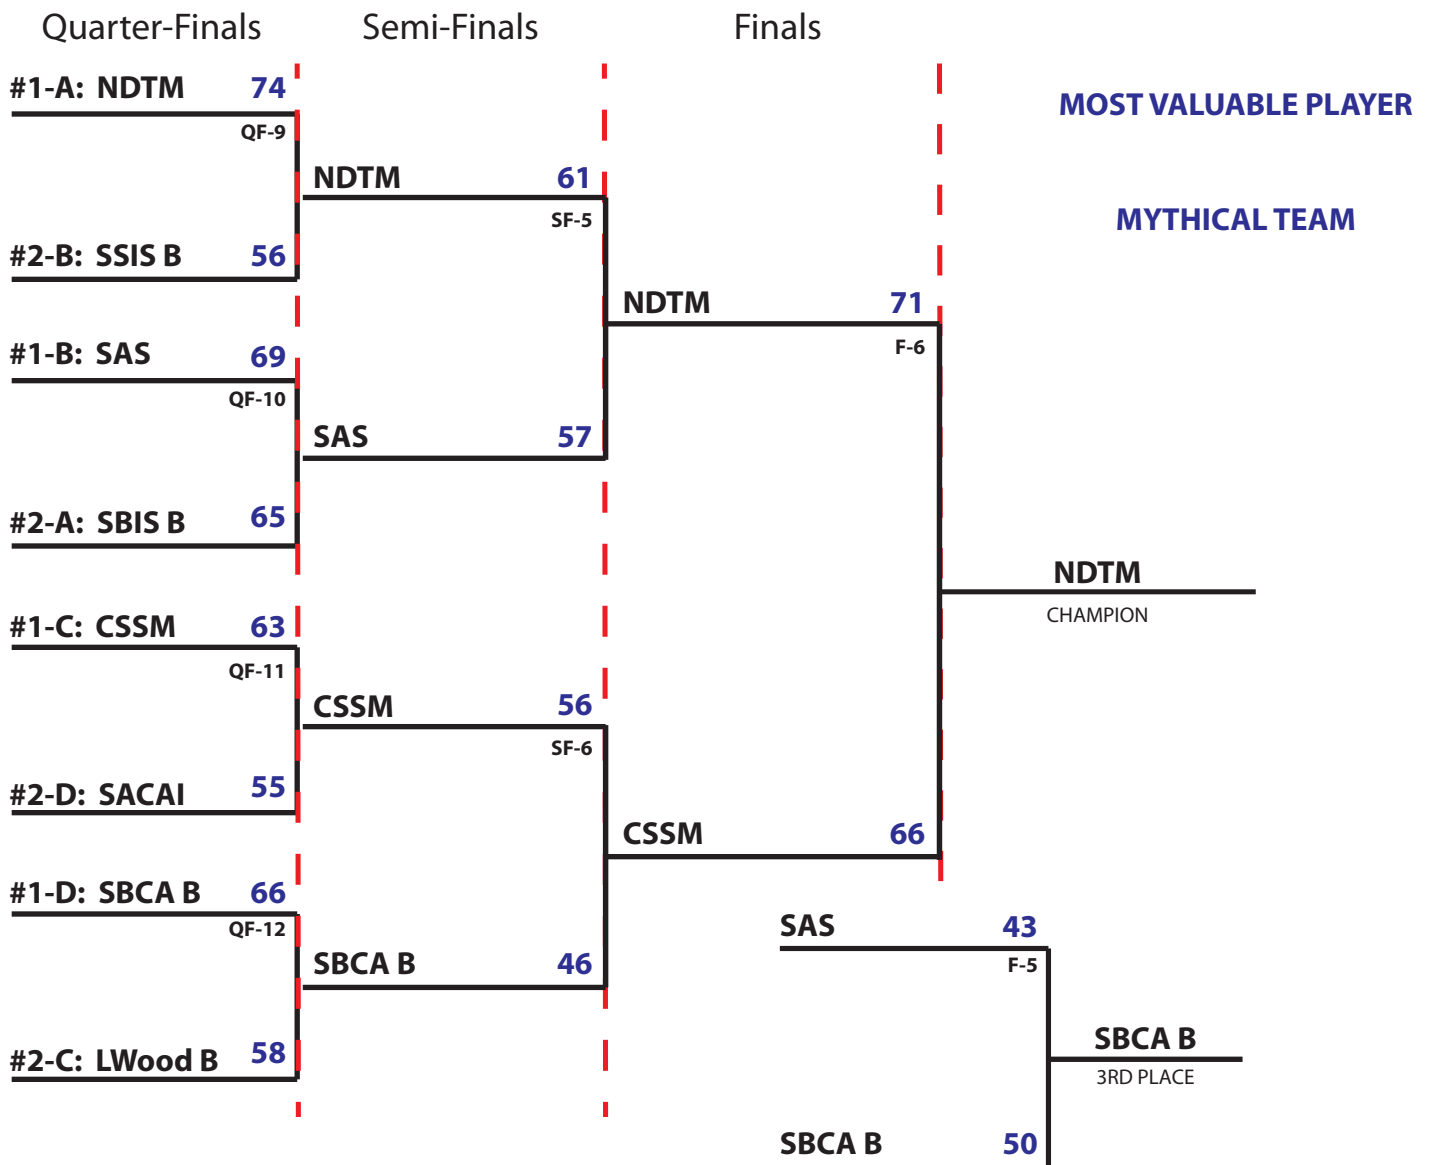 Quarter-Finals
Semi-Finals
Finals
#1-A: NDTM 74
QF-9
#2-B: SSIS B 56
#1-B: SAS 69
QF-10
#2-A: SBIS B 65
#1-C: CSSM 63
QF-11
#2-D: SACAI 55
#1-D: SBCA B 66
QF-12
#2-C: LWood B 58
NDTM 61
SF-5
SAS 57
CSSM 56
SF-6
SBCA B 46
NDTM 71
F-6
CSSM 66
NDTM
CHAMPION
SAS 43
F-5
SBCA B 50
SBCA B
3RD PLACE
MOST VALUABLE PLAYER
MYTHICAL TEAM